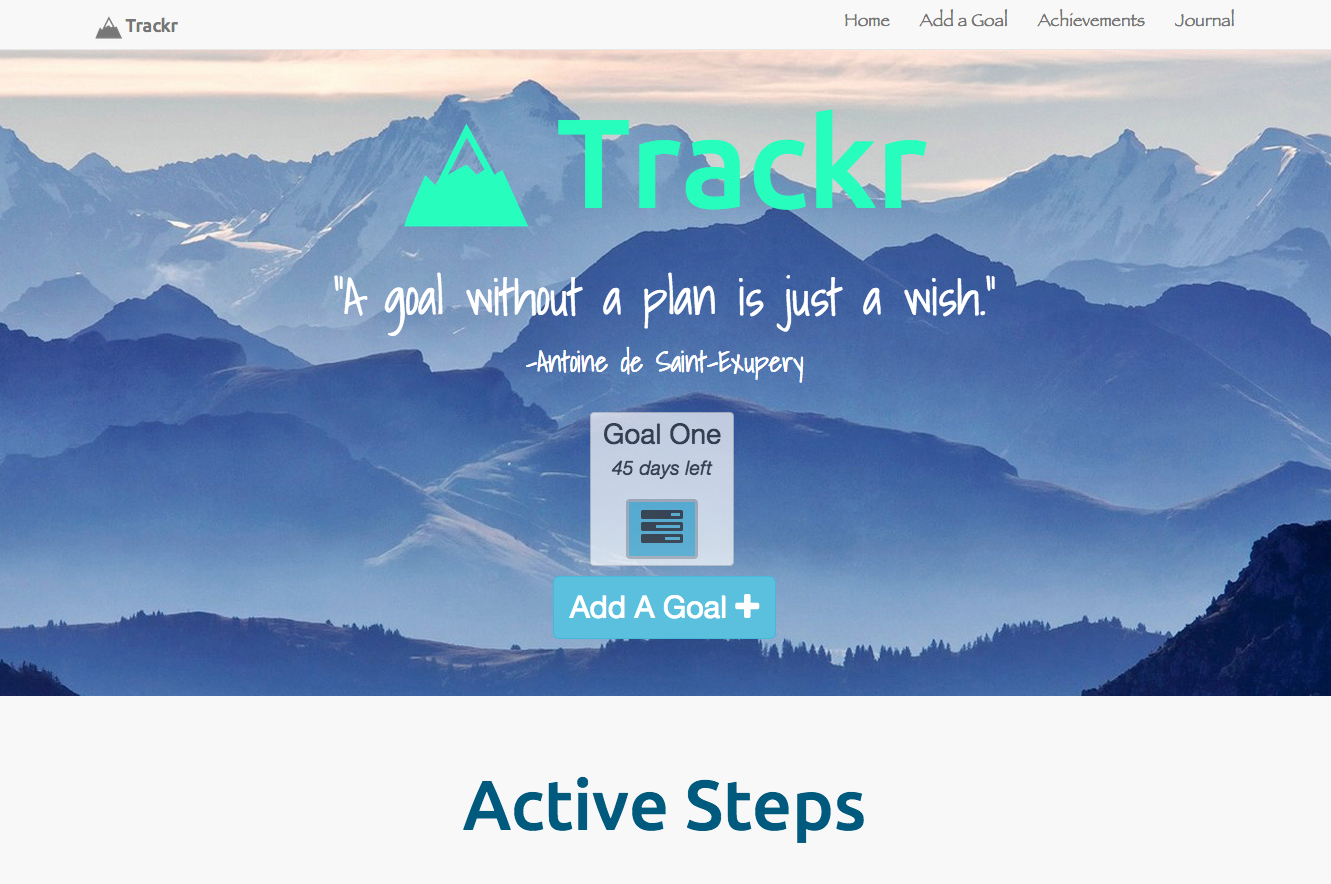 Trackr
Home Add a Goal Achievements Journal
Trackr
"A goal without a plan is just a wish."
-Antoine de Saint-Exupery
Goal One
45 days left
Add A Goal
Active Steps